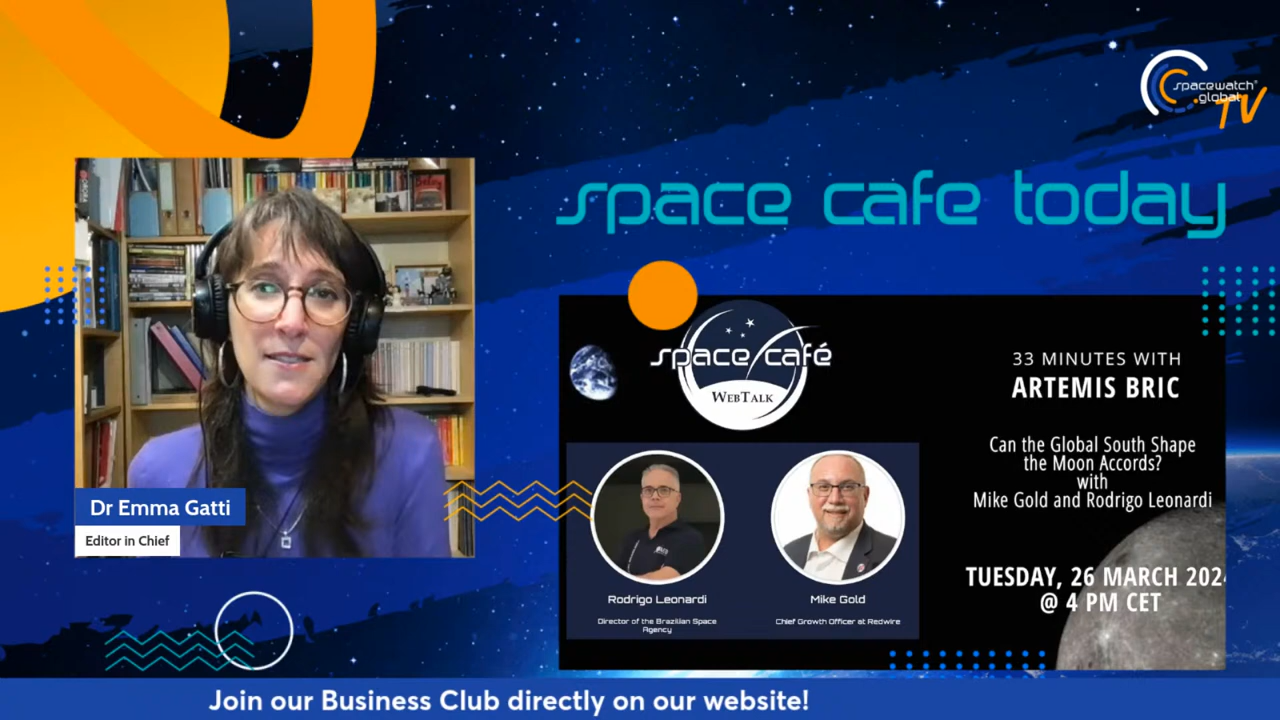 spacewatch
global
TV
space cafe today
Dr Emma Gatti
Editor in Chief
space café
WebTalk
33 MINUTES WITH
ARTEMIS BRIC
Can the Global South Shape
the Moon Accords?
with
Mike Gold and Rodrigo Leonardi
TUESDAY, 26 MARCH 202
@ 4 PM CET
Rodrigo Leonardi
Director of the Brazilian Space
Agency
Mike Gold
Chief Growth Officer at Redwire
Join our Business Club directly on our website!